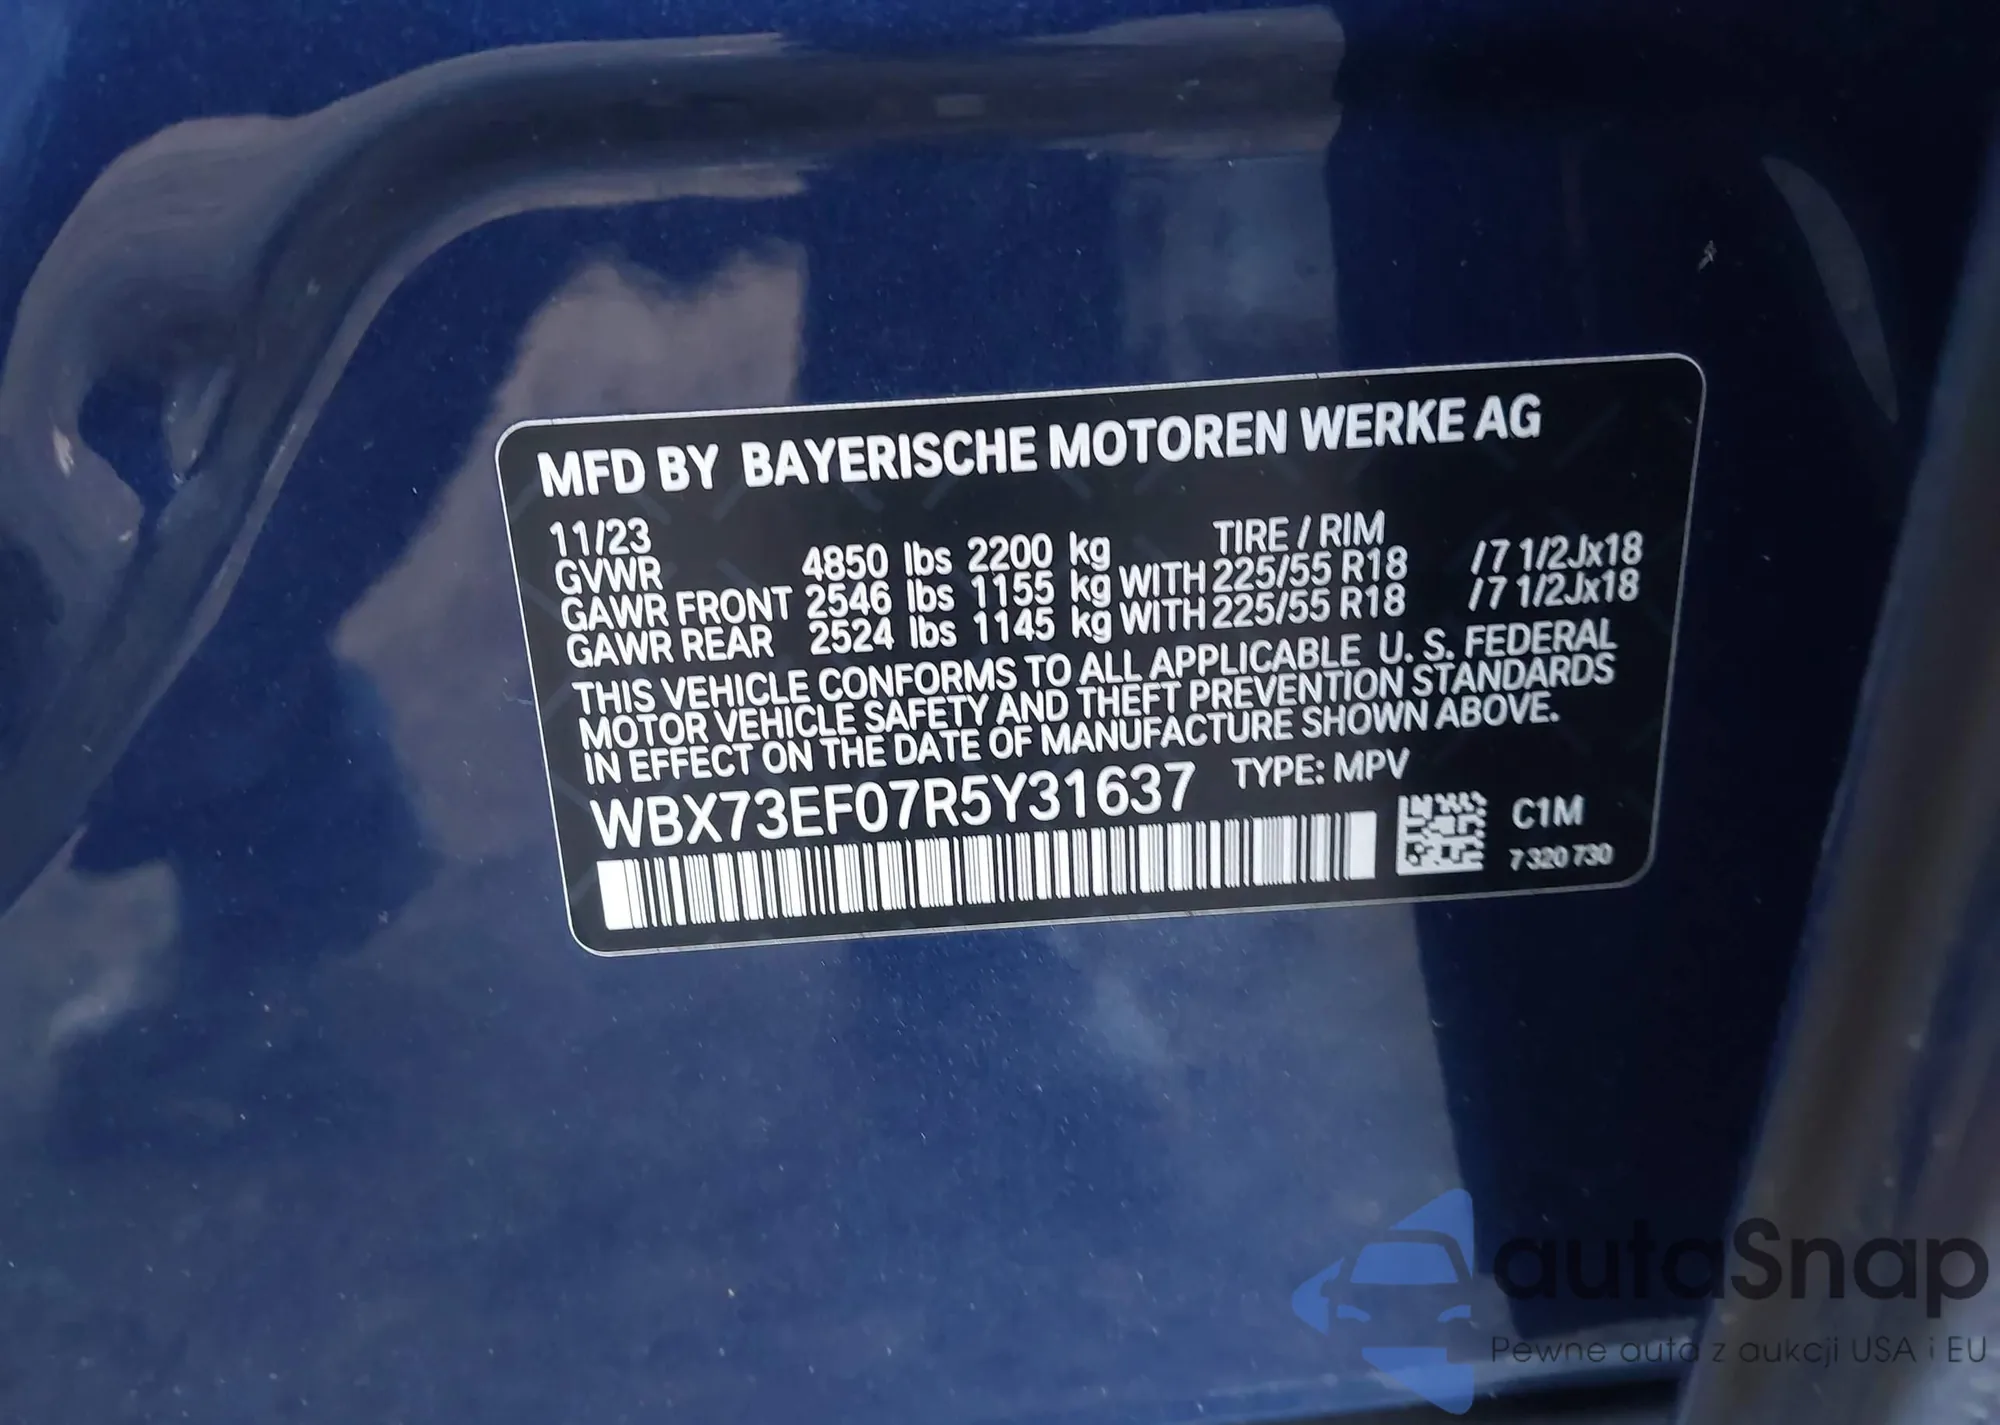 MFD BY BAYERISCHE MOTOREN WERKE AG
11/23 TIRE / RIM
GVWR 4850 lbs 2200 kg
GAWR FRONT 2546 lbs 1155 kg WITH 225/55 R18 /7 1/2Jx18
GAWR REAR 2524 lbs 1145 kg WITH 225/55 R18 /7 1/2Jx18
THIS VEHICLE CONFORMS TO ALL APPLICABLE U. S. FEDERAL
MOTOR VEHICLE SAFETY AND THEFT PREVENTION STANDARDS
IN EFFECT ON THE DATE OF MANUFACTURE SHOWN ABOVE.
WBX73EF07R5Y31637 TYPE: MPV
C1M
7 320 730
autaSnap
Pewne auta z aukcji USA i EU